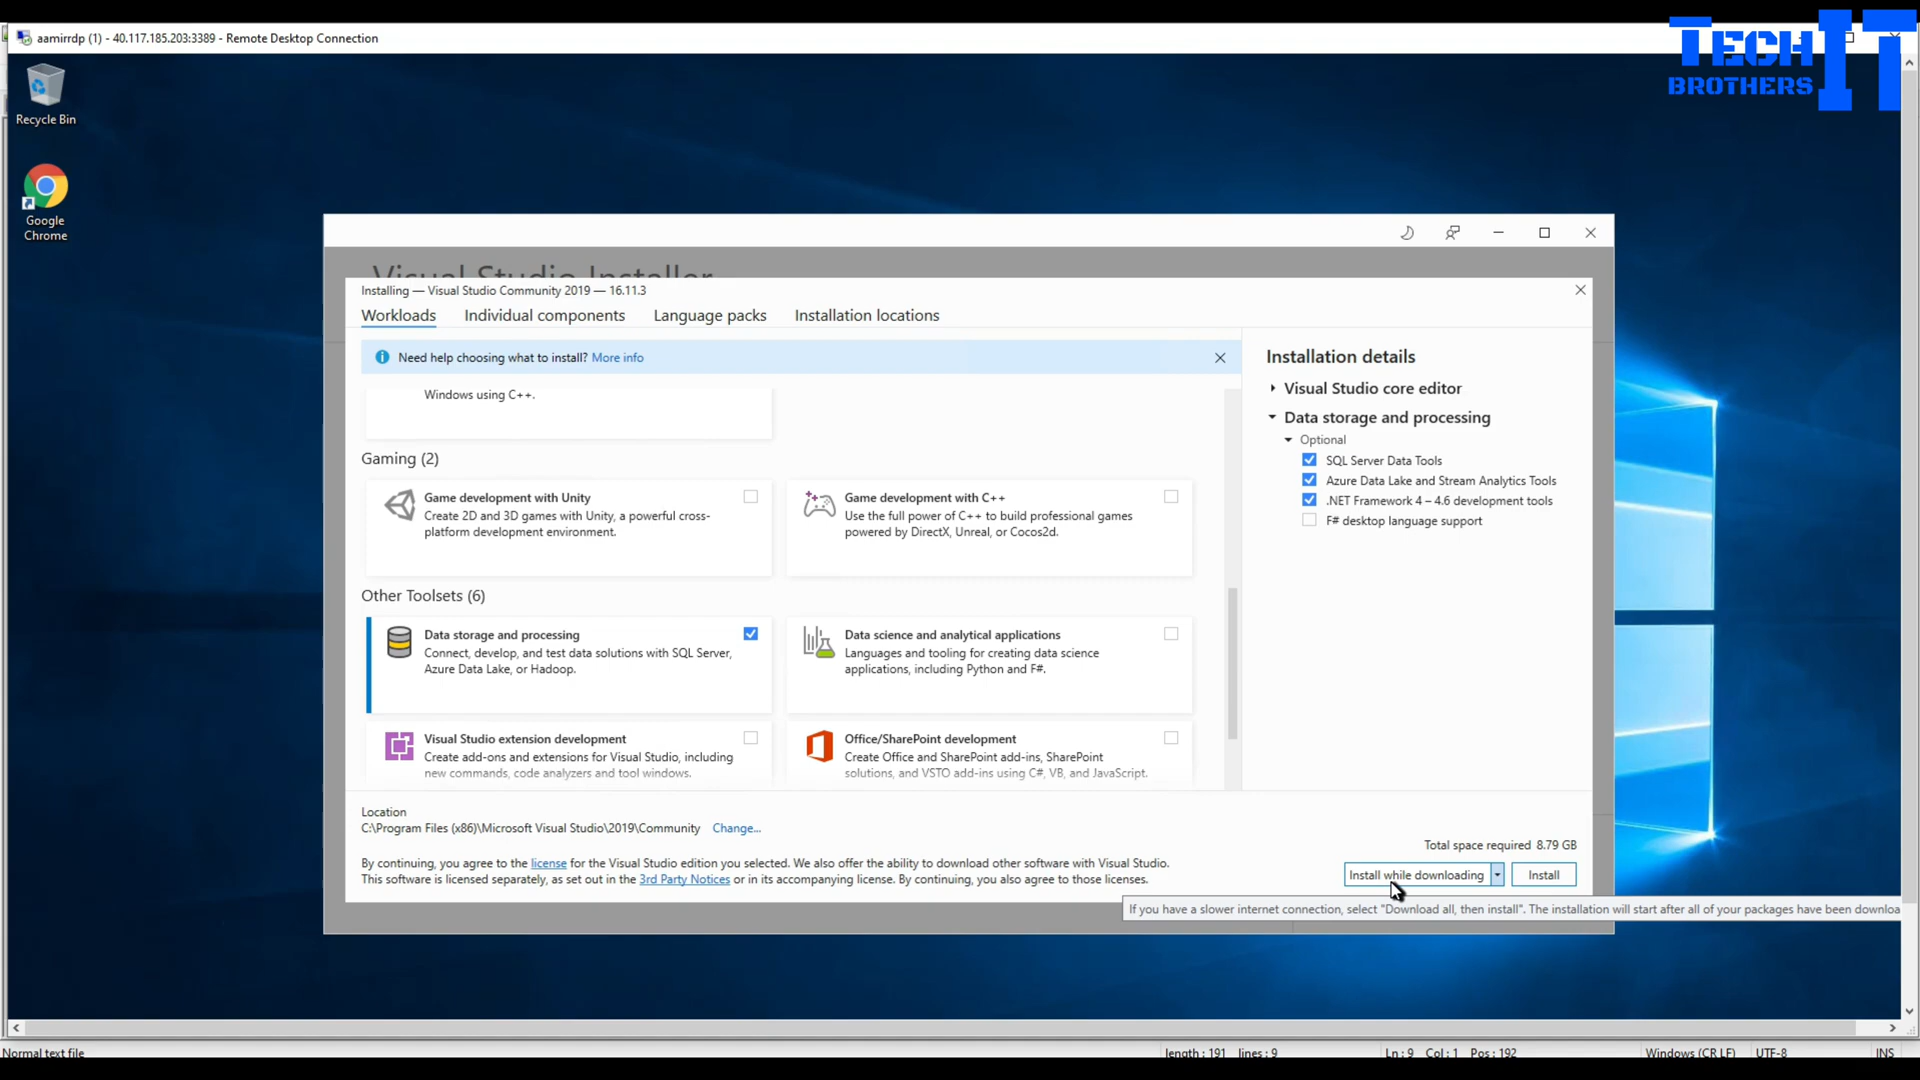 aamirrdp (1) - 40.117.185.203:3389 - Remote Desktop Connection
TECH IT
BROTHERS
Recycle Bin
Google
Chrome
Visual Studio Installer
Installing — Visual Studio Community 2019 — 16.11.3
Workloads
Individual components
Language packs
Installation locations
Need help choosing what to install? More info
Windows using C++.
Gaming (2)
Game development with Unity
Create 2D and 3D games with Unity, a powerful cross-
platform development environment.
Game development with C++
Use the full power of C++ to build professional games
powered by DirectX, Unreal, or Cocos2d.
Other Toolsets (6)
Data storage and processing
Connect, develop, and test data solutions with SQL Server,
Azure Data Lake, or Hadoop.
Data science and analytical applications
Languages and tooling for creating data science
applications, including Python and F#.
Visual Studio extension development
Create add-ons and extensions for Visual Studio, including
new commands, code analyzers and tool windows.
Office/SharePoint development
Create Office and SharePoint add-ins, SharePoint
solutions, and VSTO add-ins using C#, VB, and JavaScript.
Installation details
Visual Studio core editor
Data storage and processing
Optional
SQL Server Data Tools
Azure Data Lake and Stream Analytics Tools
.NET Framework 4 – 4.6 development tools
F# desktop language support
Location
C:\Program Files (x86)\Microsoft Visual Studio\2019\Community Change...
Total space required 8.79 GB
By continuing, you agree to the license for the Visual Studio edition you selected. We also offer the ability to download other software with Visual Studio.
This software is licensed separately, as set out in the 3rd Party Notices or in its accompanying license. By continuing, you also agree to those licenses.
Install while downloading
Install
If you have a slower internet connection, select "Download all, then install". The installation will start after all of your packages have been downloa
Normal text file
length : 191 lines : 9
Ln : 9 Col : 1 Pos : 192
Windows (CR LF)
UTF-8
INS